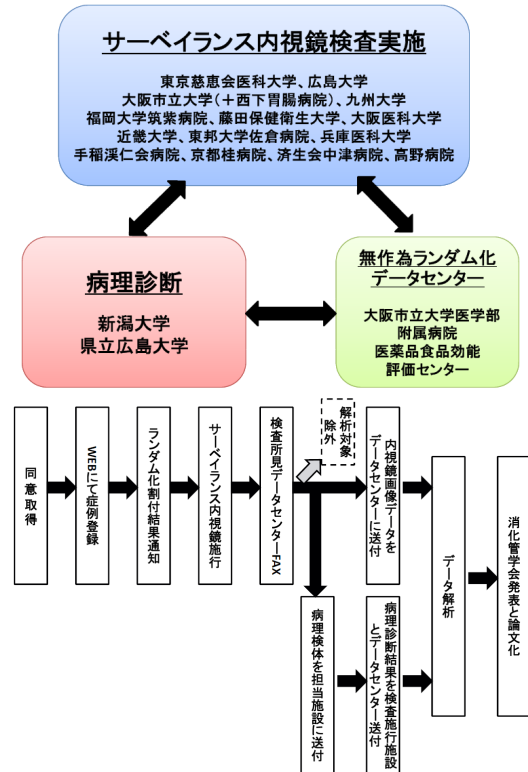 サーベイランス内視鏡検査実施
東京慈恵会医科大学、広島大学
大阪市立大学（＋西下胃腸病院）、九州大学
福岡大学筑紫病院、藤田保健衛生大学、大阪医科大学
近畿大学、東邦大学佐倉病院、兵庫医科大学
手稲渓仁会病院、京都桂病院、済生会中津病院、高野病院
病理診断
新潟大学
県立広島大学
無作為ランダム化
データセンター
大阪市立大学医学部
附属病院
医薬品食品効能
評価センター
同意取得
WEBにて症例登録
ランダム化割付結果通知
サーベイランス内視鏡施行
検査所見データセンターFAX
解析対象
除外
内視鏡画像データを
データセンターに送付
病理検体を担当施設に送付
病理診断結果を検査施行施設
とデータセンター送付
データ解析
消化管学会発表と論文化